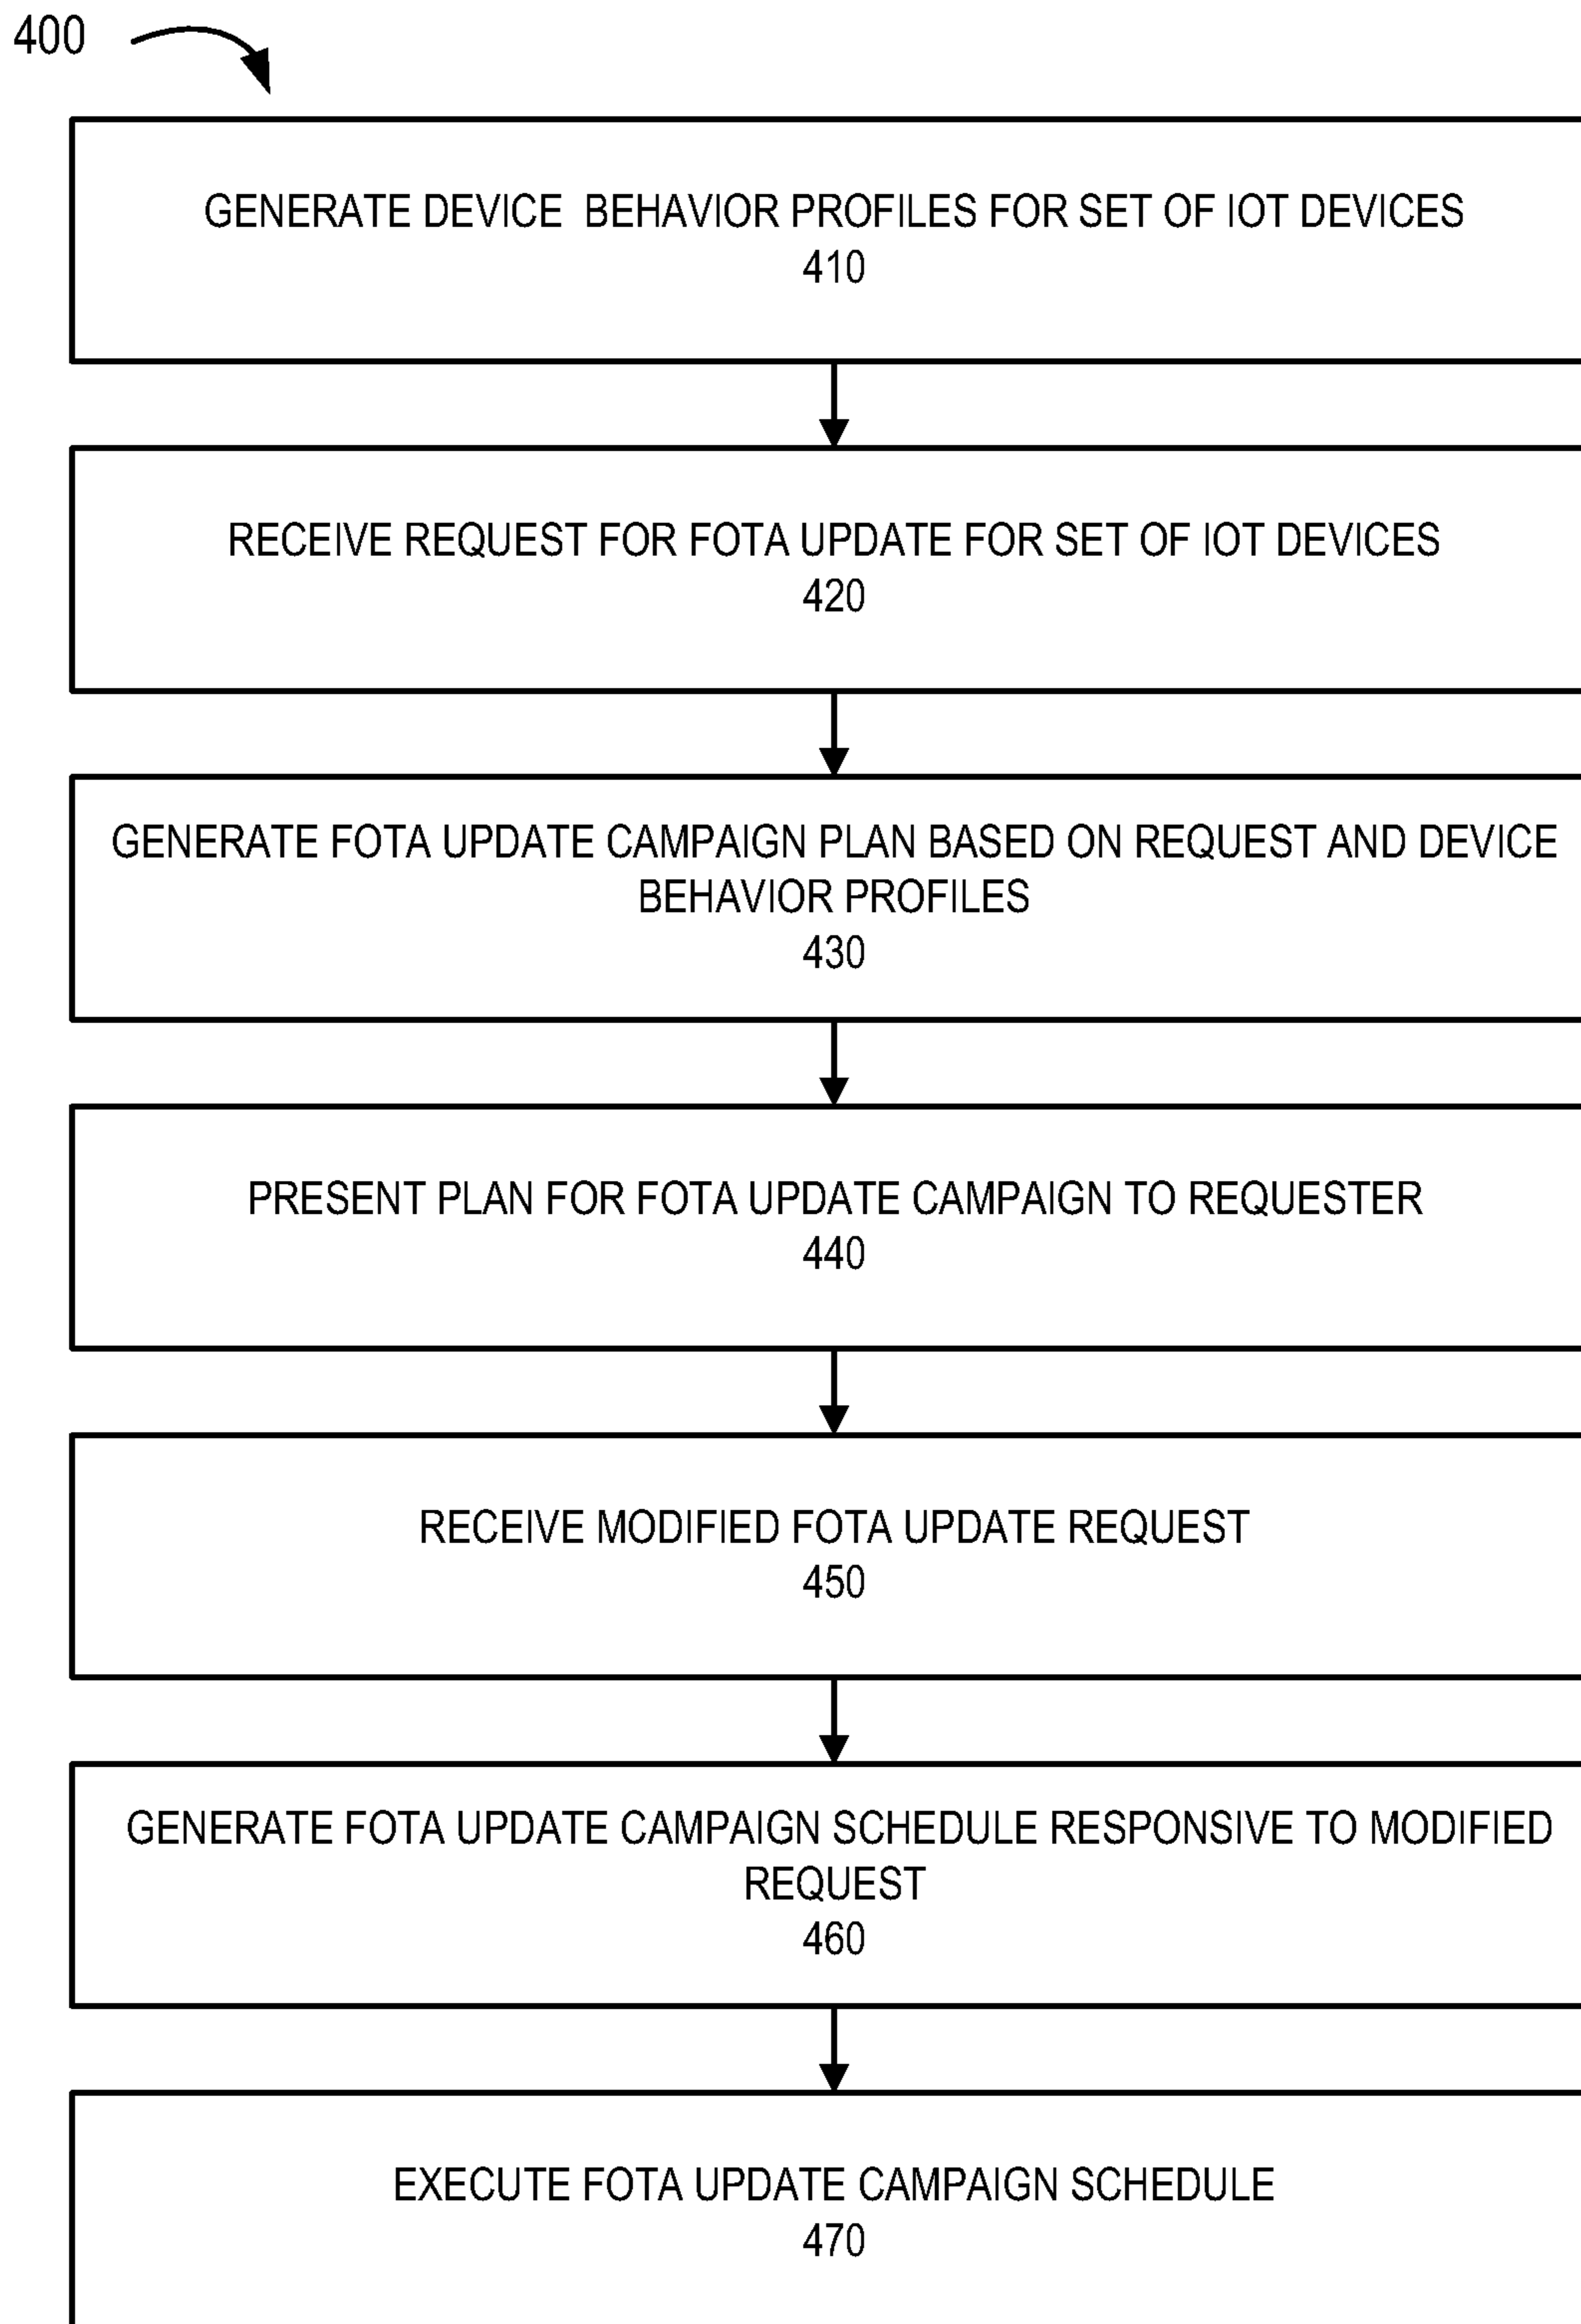 400
GENERATE DEVICE BEHAVIOR PROFILES FOR SET OF IOT DEVICES
410
RECEIVE REQUEST FOR FOTA UPDATE FOR SET OF IOT DEVICES
420
GENERATE FOTA UPDATE CAMPAIGN PLAN BASED ON REQUEST AND DEVICE
BEHAVIOR PROFILES
430
PRESENT PLAN FOR FOTA UPDATE CAMPAIGN TO REQUESTER
440
RECEIVE MODIFIED FOTA UPDATE REQUEST
450
GENERATE FOTA UPDATE CAMPAIGN SCHEDULE RESPONSIVE TO MODIFIED
REQUEST
460
EXECUTE FOTA UPDATE CAMPAIGN SCHEDULE
470